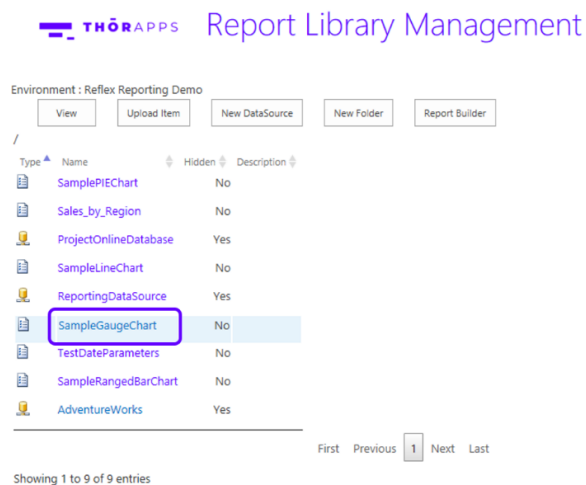 THŌRAPPS Report Library Management
Environment : Reflex Reporting Demo
View Upload Item New DataSource New Folder Report Builder
/
Type Name Hidden Description
SamplePIEChart No
Sales_by_Region No
ProjectOnlineDatabase Yes
SampleLineChart No
ReportingDataSource Yes
SampleGaugeChart No
TestDateParameters No
SampleRangedBarChart No
AdventureWorks Yes
First Previous 1 Next Last
Showing 1 to 9 of 9 entries